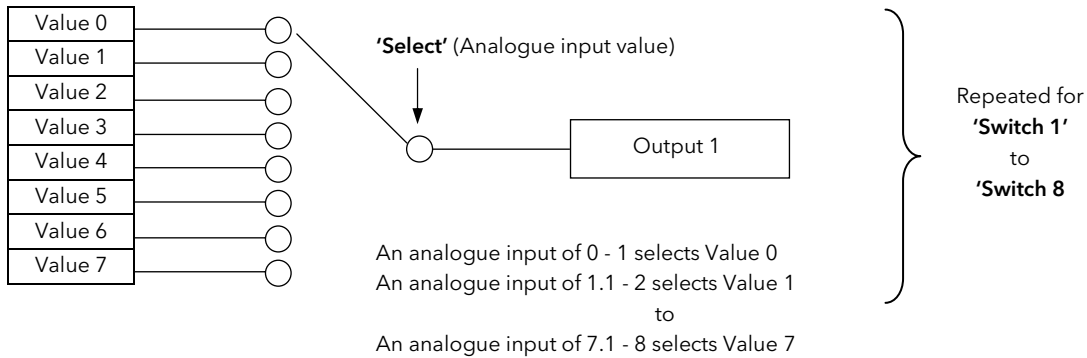 Value 0
Value 1
Value 2
Value 3
Value 4
Value 5
Value 6
Value 7
'Select' (Analogue input value)
Output 1
An analogue input of 0 - 1 selects Value 0
An analogue input of 1.1 - 2 selects Value 1
to
An analogue input of 7.1 - 8 selects Value 7
Repeated for
'Switch 1'
to
'Switch 8